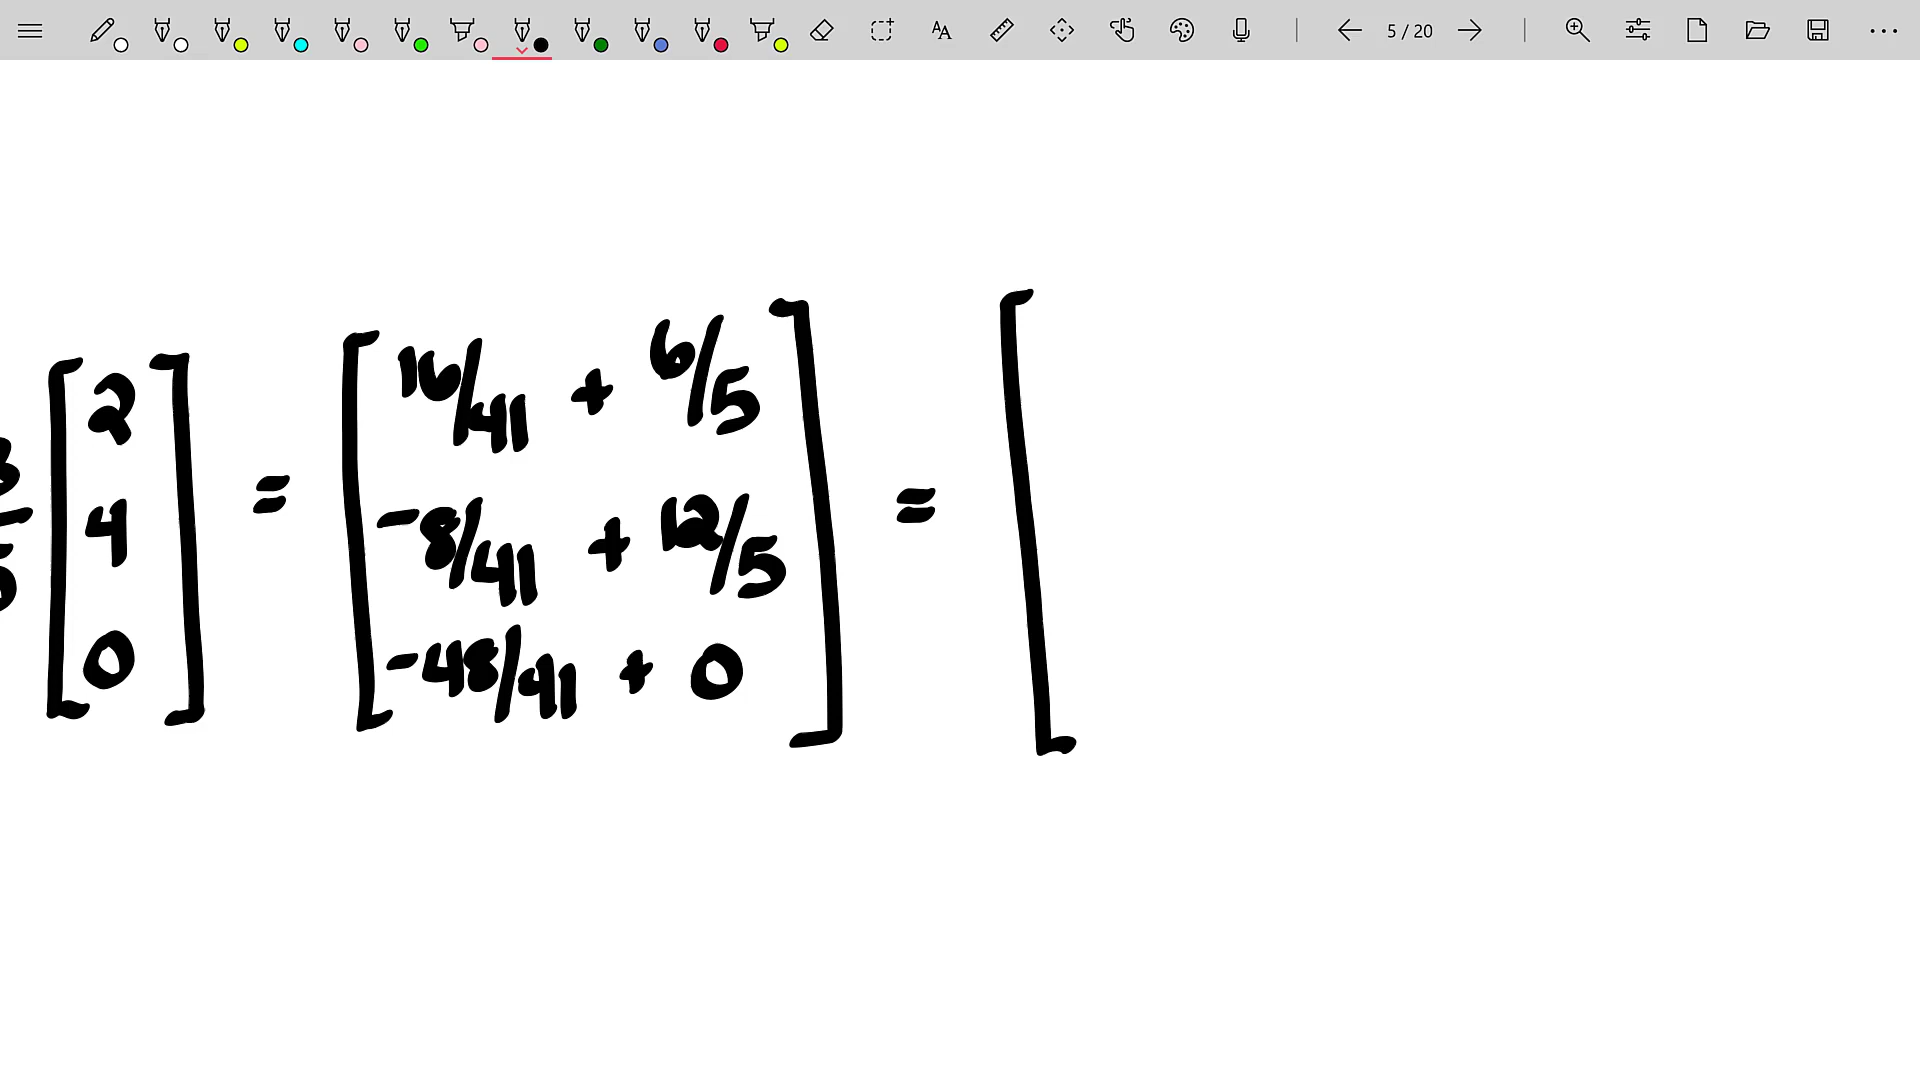 5 / 20
[2 4 0] = [16/41 + 6/5
-8/41 + 12/5
-48/41 + 0] = [